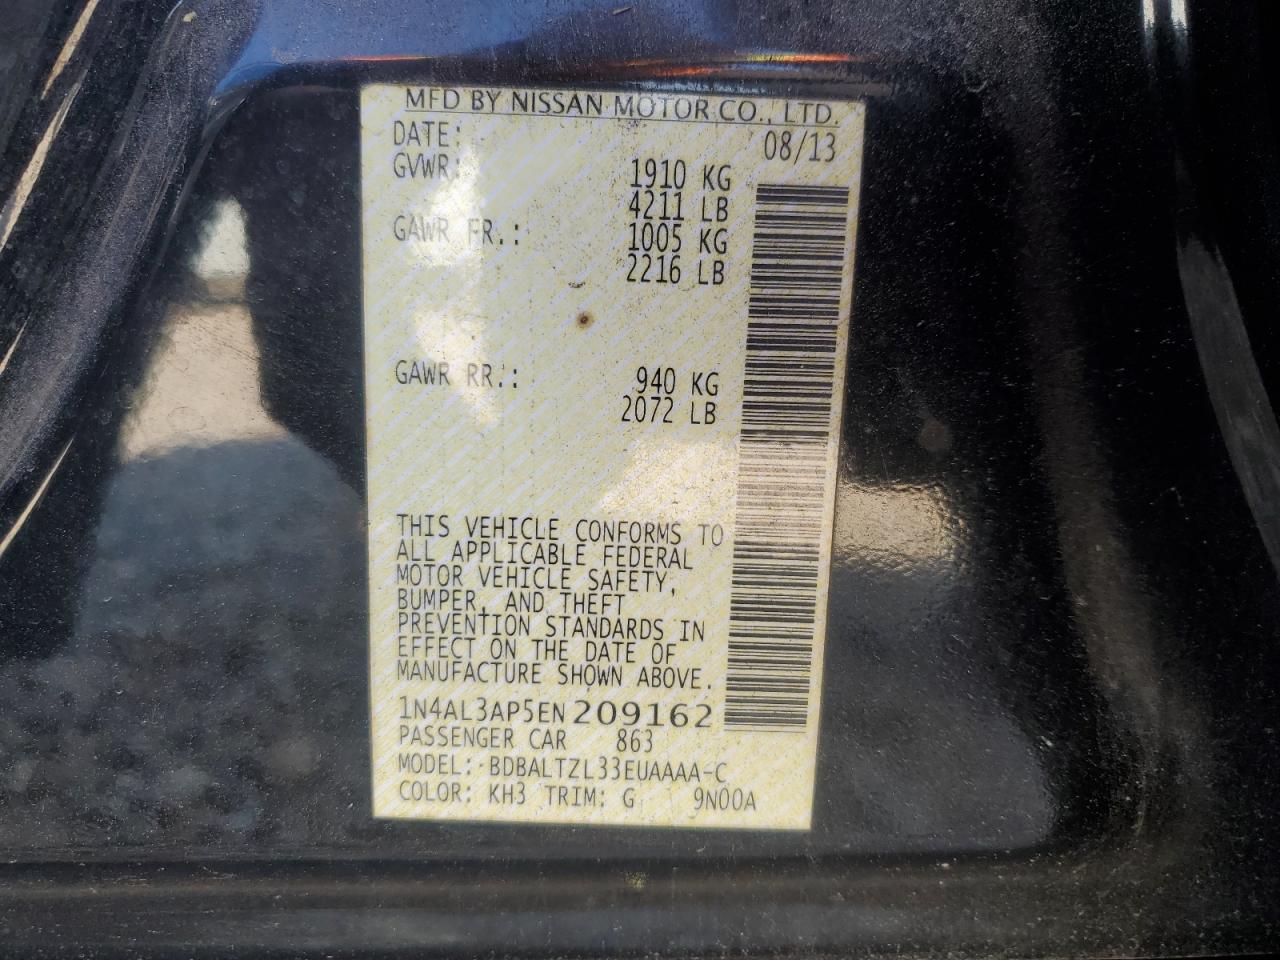 MFD BY NISSAN MOTOR CO., LTD.
DATE: 08/13
GVWR: 1910 KG
4211 LB
GAWR FR.: 1005 KG
2216 LB
GAWR RR.: 940 KG
2072 LB
THIS VEHICLE CONFORMS TO
ALL APPLICABLE FEDERAL
MOTOR VEHICLE SAFETY,
BUMPER, AND THEFT
PREVENTION STANDARDS IN
EFFECT ON THE DATE OF
MANUFACTURE SHOWN ABOVE.
1N4AL3AP5EN209162
PASSENGER CAR 863
MODEL: BDBALTZL33EUAAAA-C
COLOR: KH3 TRIM: G 9N00A